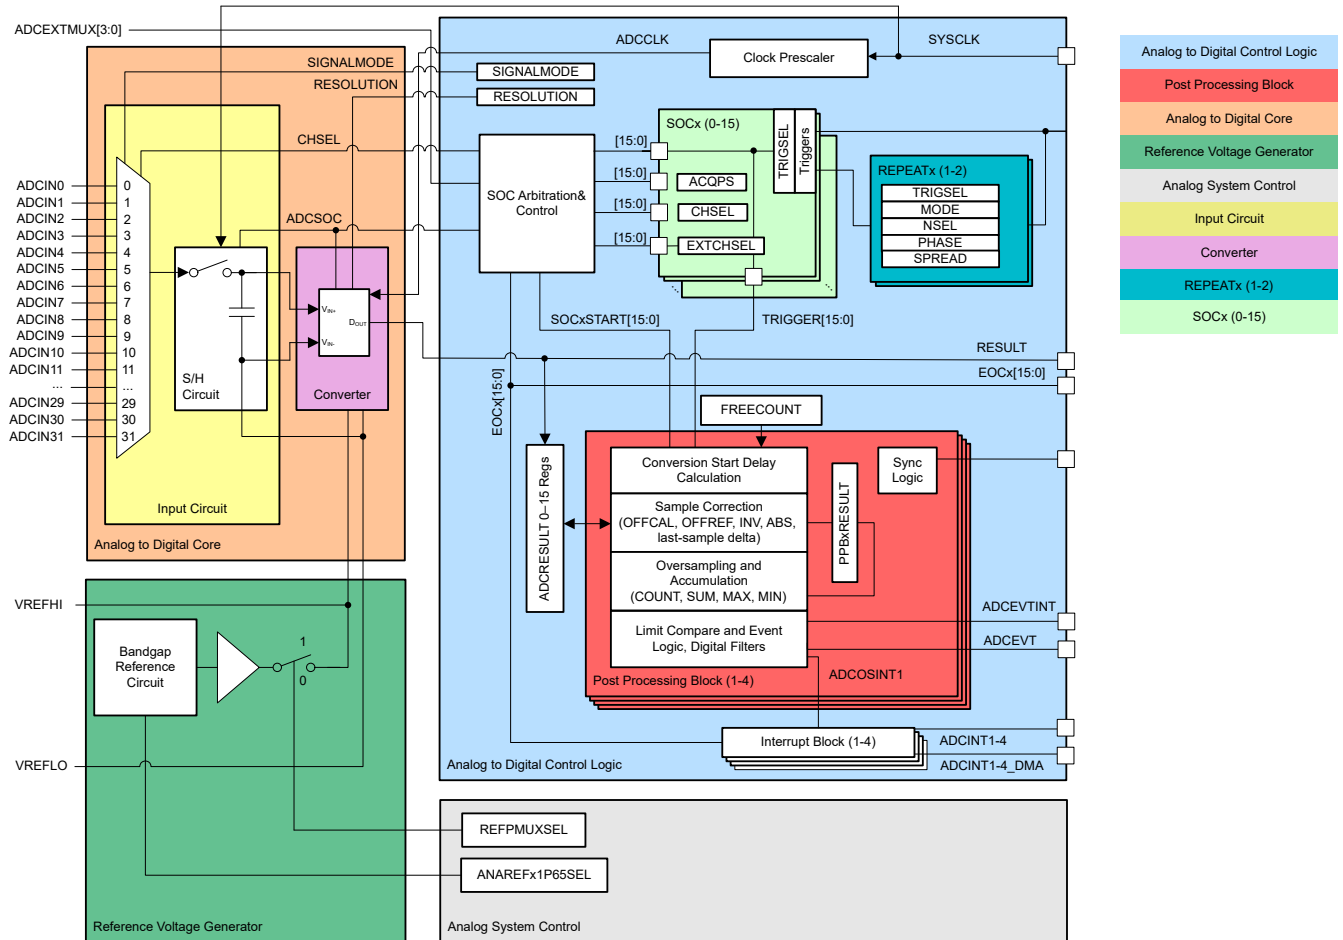 ADCEXTMUX[3:0]
ADCCLK
SYSCLK
Clock Prescaler
SIGNALMODE
SIGNALMODE
RESOLUTION
RESOLUTION
CHSEL
SOC Arbitration&
Control
[15:0]
[15:0]
[15:0]
[15:0]
SOCx (0-15)
TRIGSEL
Triggers
ACQPS
CHSEL
EXTCHSEL
...
...
REPEATx (1-2)
TRIGSEL
MODE
NSEL
PHASE
SPREAD
ADCIN0
ADCIN1
ADCIN2
ADCIN3
ADCIN4
ADCIN5
ADCIN6
ADCIN7
ADCIN8
ADCIN9
ADCIN10
ADCIN11
...
ADCIN29
ADCIN30
ADCIN31
0
1
2
3
4
5
6
7
8
9
10
11
...
29
30
31
ADCSOC
S/H
Circuit
VIN+
DOUT
VIN-
Converter
Input Circuit
Analog to Digital Core
SOCxSTART[15:0]
TRIGGER[15:0]
RESULT
EOCx[15:0]
EOCx[15:0]
FREECOUNT
ADCRESULT 0–15 Regs
Conversion Start Delay
Calculation
Sample Correction
(OFFCAL, OFFREF, INV, ABS,
last-sample delta)
Oversampling and
Accumulation
(COUNT, SUM, MAX, MIN)
Limit Compare and Event
Logic, Digital Filters
PPBxRESULT
Sync
Logic
Post Processing Block (1-4)
ADCEVTINT
ADCEVT
ADCOSINT1
Interrupt Block (1-4)
ADCINT1-4
ADCINT1-4_DMA
Analog to Digital Control Logic
VREFHI
Bandgap
Reference
Circuit
1
0
VREFLO
Reference Voltage Generator
REFPMUXSEL
ANAREFx1P65SEL
Analog System Control
Analog to Digital Control Logic
Post Processing Block
Analog to Digital Core
Reference Voltage Generator
Analog System Control
Input Circuit
Converter
REPEATx (1-2)
SOCx (0-15)